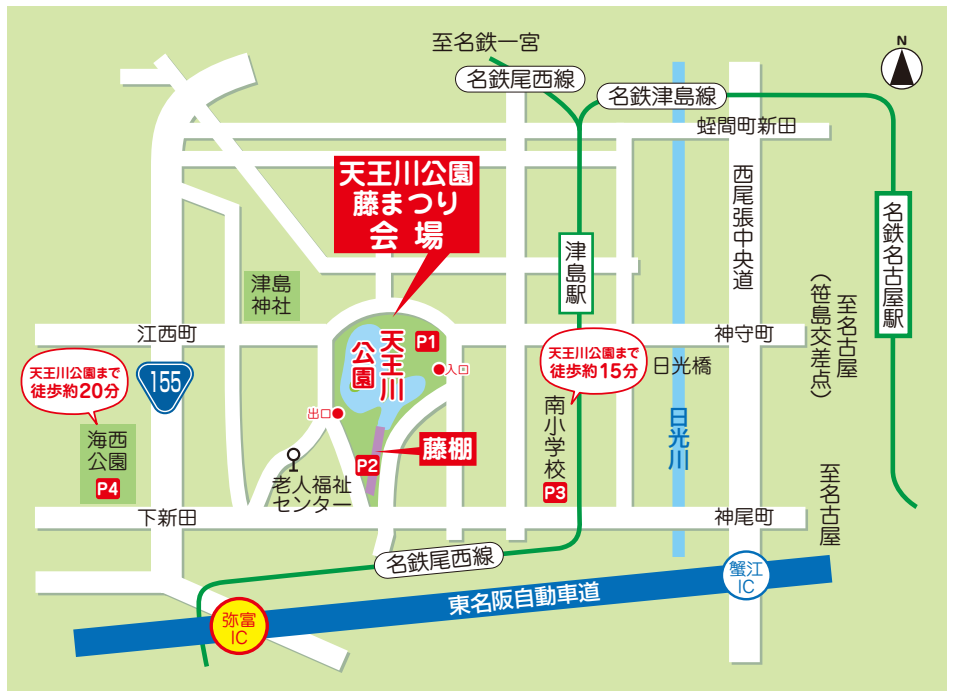 至名鉄一宮
名鉄尾西線
名鉄津島線
N
蛭間町新田
天王川公園
藤まつり
会場
西尾張中央道
名鉄名古屋駅
津島駅
津島
神社
至名古屋
(笹島交差点)
江西町
神守町
P1
天王川
公園
入口
天王川公園まで
徒歩約15分
日光橋
天王川公園まで
徒歩約20分
155
出口
南小学校
P3
日光川
海西
公園
P4
藤棚
P2
老人福祉
センター
至名古屋
下新田
神尾町
名鉄尾西線
蟹江
IC
東名阪自動車道
弥富
IC